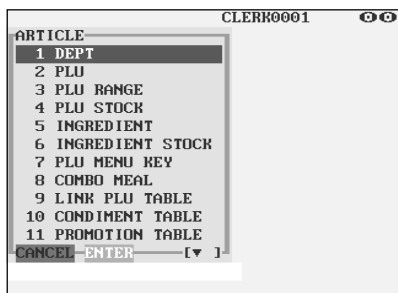 CLERK0001
ARTICLE
1 DEPT
2 PLU
3 PLU RANGE
4 PLU STOCK
5 INGREDIENT
6 INGREDIENT STOCK
7 PLU MENU KEY
8 COMBO MEAL
9 LINK PLU TABLE
10 CONDIMENT TABLE
11 PROMOTION TABLE
CANCEL ENTER [▼ ]